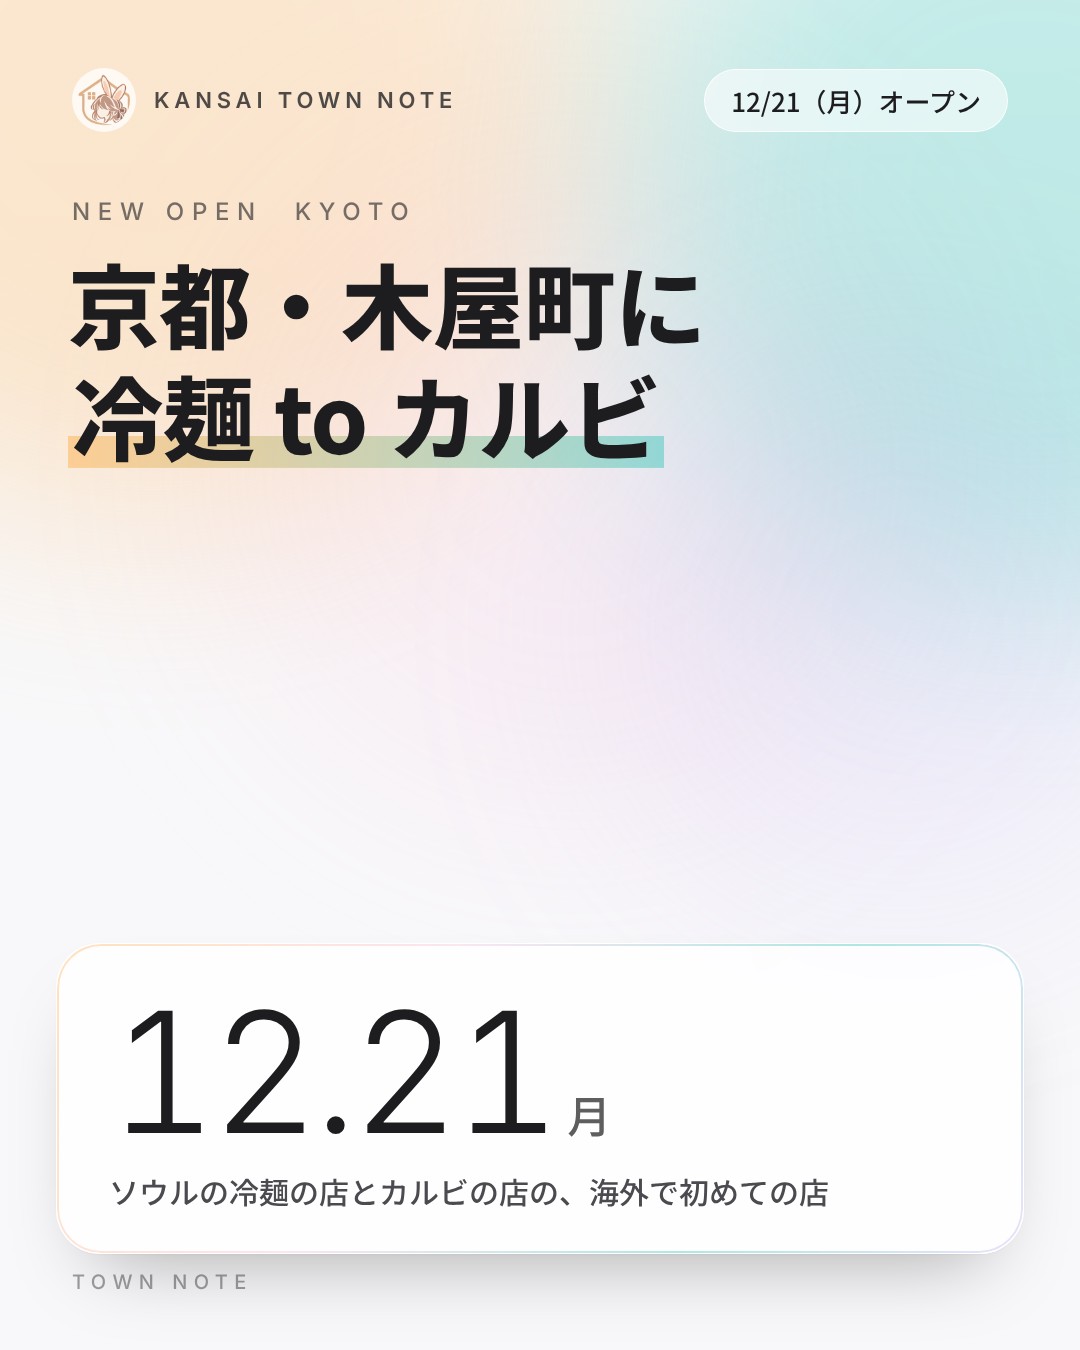 KANSAI TOWN NOTE
12/21（月）オープン
NEW OPEN KYOTO
京都・木屋町に
冷麺 to カルビ
12.21 月
ソウルの冷麺の店とカルビの店の、海外で初めての店
TOWN NOTE